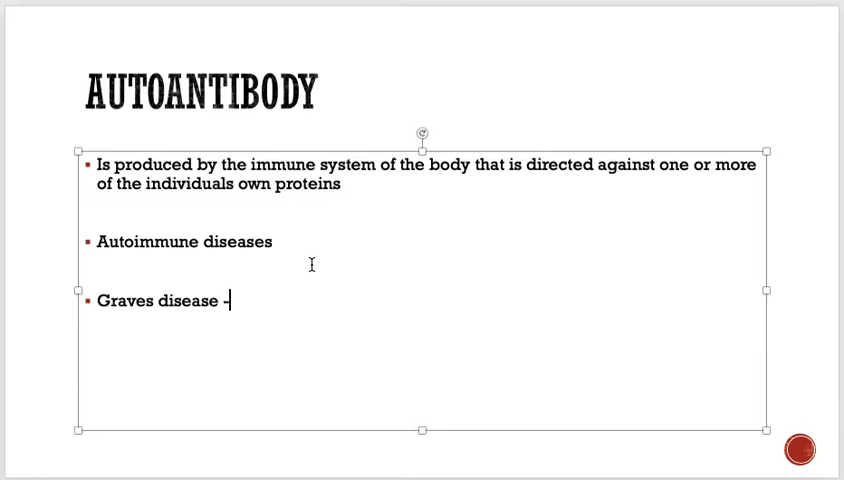 AUTOANTIBODY
▪ Is produced by the immune system of the body that is directed against one or more
of the individuals own proteins
▪ Autoimmune diseases
▪ Graves disease -